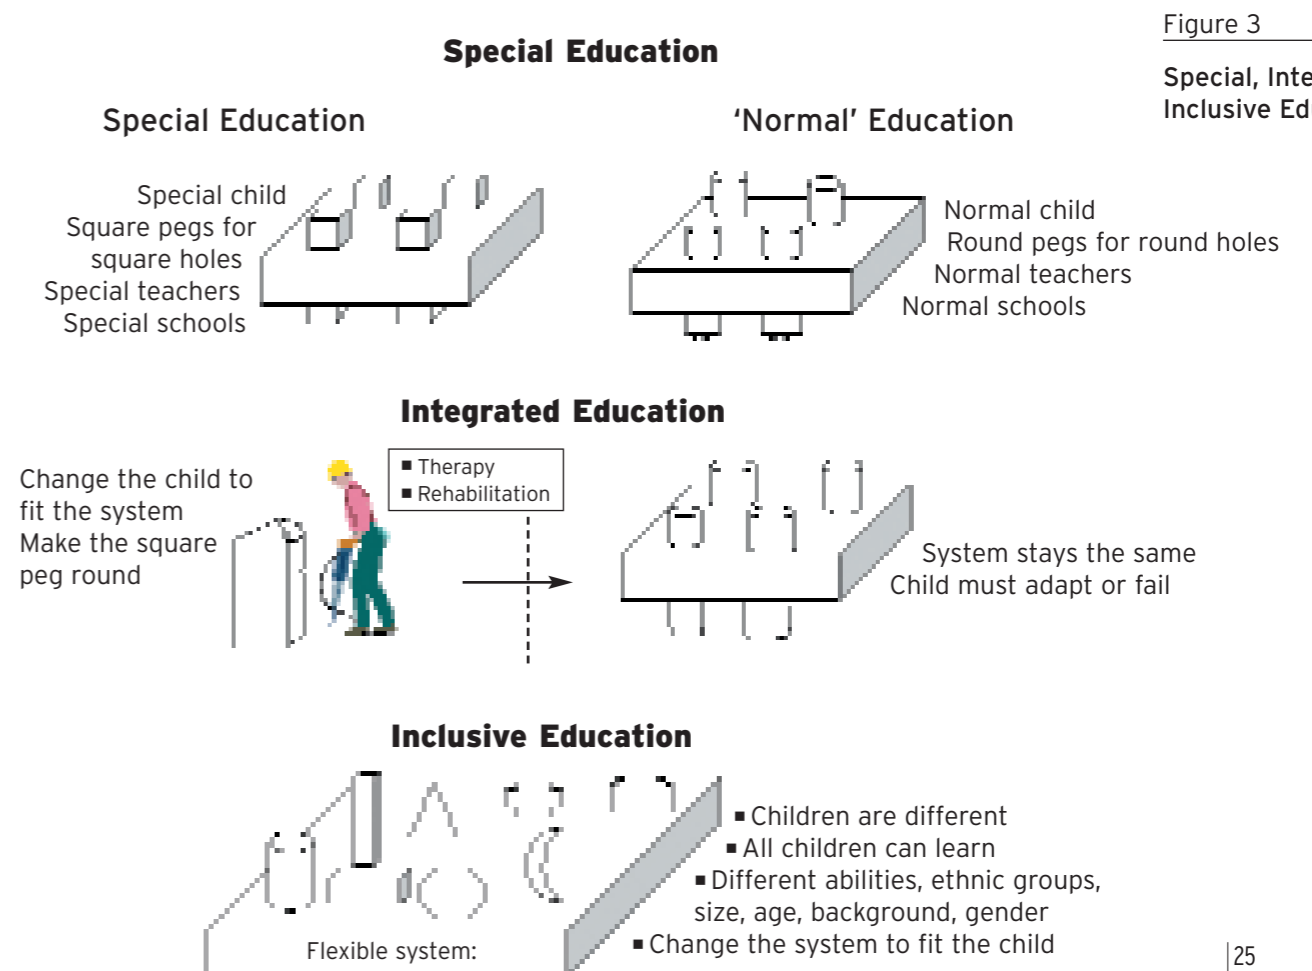 Figure 3
Special, Inte
Inclusive Ed
Special Education
Special Education
'Normal' Education
Special child
Square pegs for
square holes
Special teachers
Special schools
Normal child
Round pegs for round holes
Normal teachers
Normal schools
Integrated Education
Change the child to
fit the system
Make the square
peg round
▪ Therapy
▪ Rehabilitation
System stays the same
Child must adapt or fail
Inclusive Education
▪ Children are different
▪ All children can learn
▪ Different abilities, ethnic groups,
size, age, background, gender
▪ Change the system to fit the child
Flexible system:
25